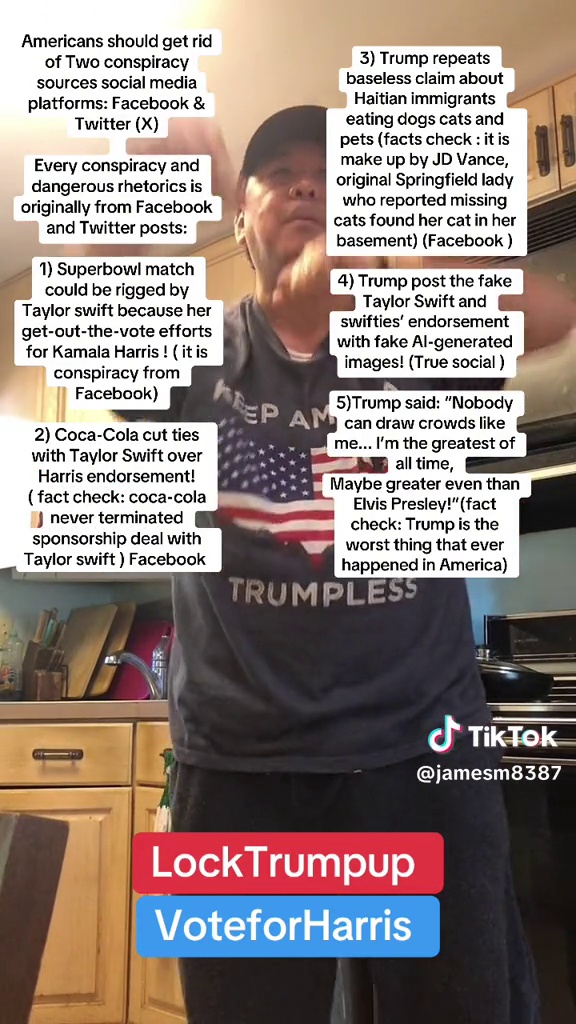 Americans should get rid
of Two conspiracy
sources social media
platforms: Facebook &
Twitter (X)
Every conspiracy and
dangerous rhetorics is
originally from Facebook
and Twitter posts:
1) Superbowl match
could be rigged by
Taylor swift because her
get-out-the-vote efforts
for Kamala Harris ! ( it is
conspiracy from
Facebook)
2) Coca-Cola cut ties
with Taylor Swift over
Harris endorsement!
( fact check: coca-cola
never terminated
sponsorship deal with
Taylor swift ) Facebook
3) Trump repeats
baseless claim about
Haitian immigrants
eating dogs cats and
pets (facts check : it is
make up by JD Vance,
original Springfield lady
who reported missing
cats found her cat in her
basement) (Facebook )
4) Trump post the fake
Taylor Swift and
swifties’ endorsement
with fake AI-generated
images! (True social )
5)Trump said: “Nobody
can draw crowds like
me... I’m the greatest of
all time,
Maybe greater even than
Elvis Presley!”(fact
check: Trump is the
worst thing that ever
happened in America)
KEEP AM
TRUMPLESS
TikTok
@jamesm8387
LockTrumpup
VoteforHarris